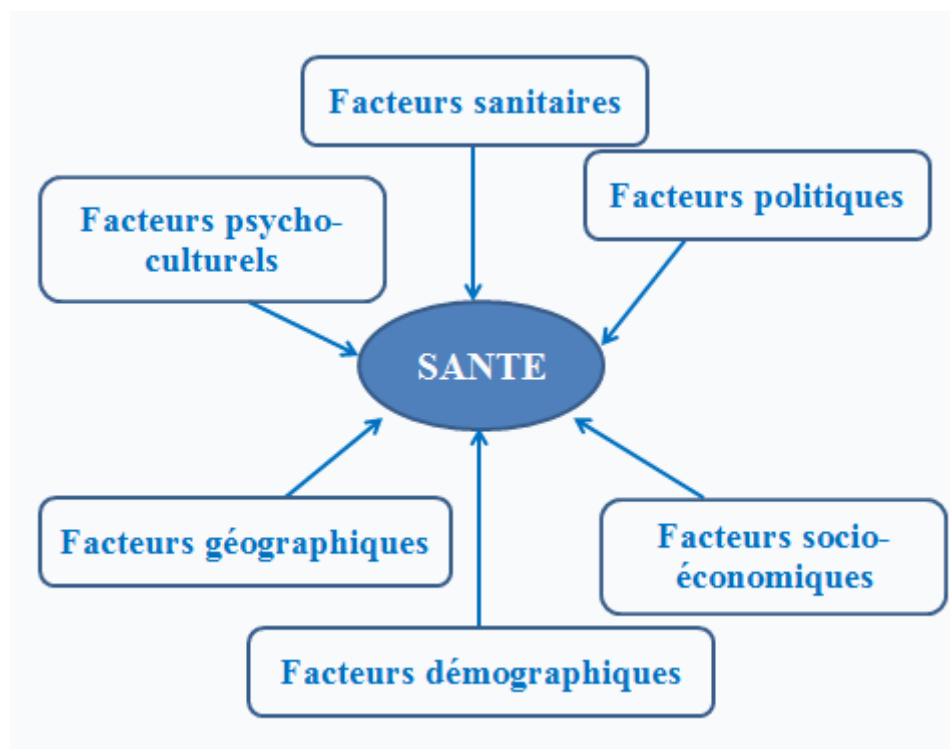 Facteurs sanitaires
Facteurs politiques
Facteurs psycho-
culturels
SANTE
Facteurs géographiques
Facteurs socio-
économiques
Facteurs démographiques